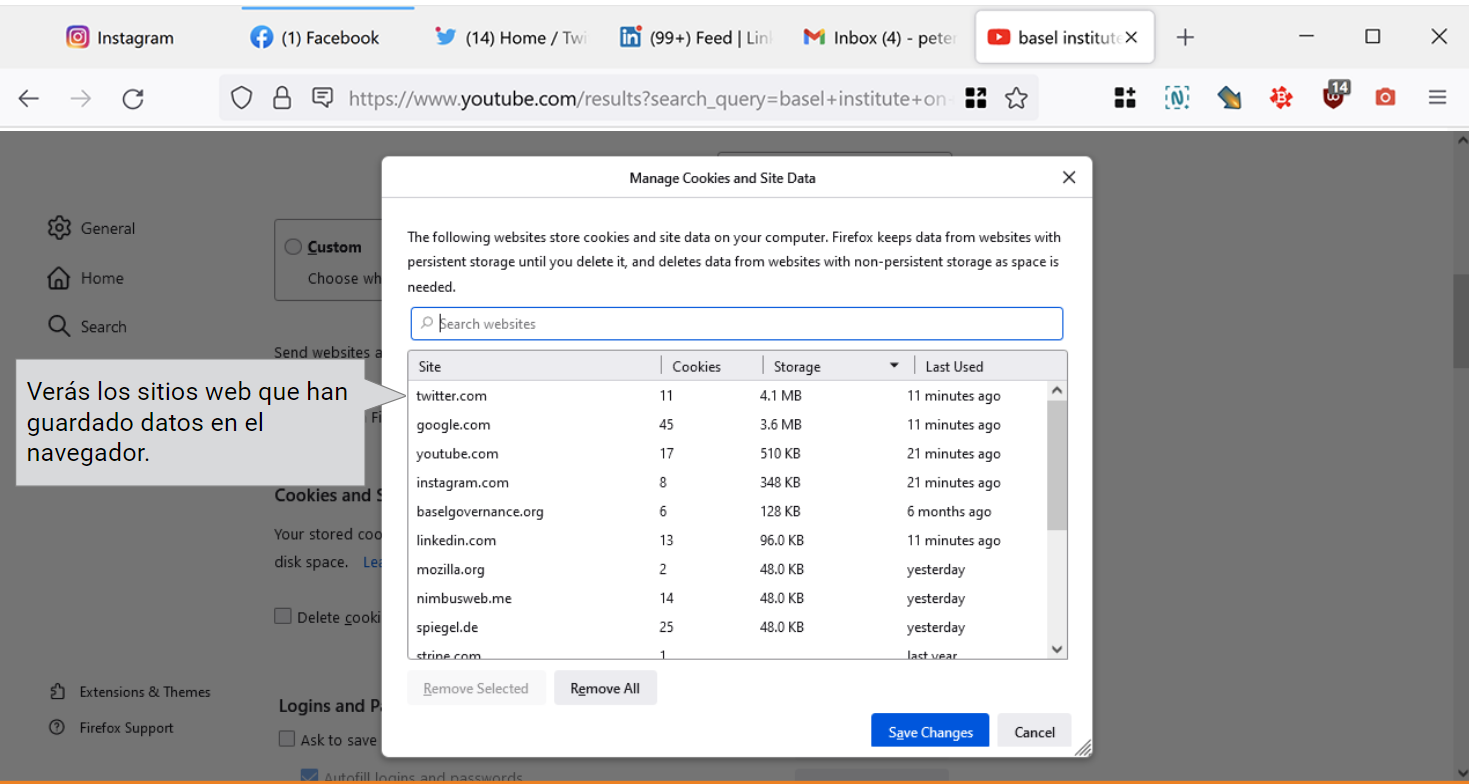 Instagram
(1) Facebook
(14) Home / Twi
(99+) Feed | Lin
Inbox (4) - peter
basel institute
https://www.youtube.com/results?search_query=basel+institute+on
14
Manage Cookies and Site Data
The following websites store cookies and site data on your computer. Firefox keeps data from websites with
persistent storage until you delete it, and deletes data from websites with non-persistent storage as space is
needed.
Search websites
General
Home
Search
Custom
Choose wh
Send websites a
Fi
Verás los sitios web que han
guardado datos en el
navegador.
Site Cookies Storage Last Used
twitter.com 11 4.1 MB 11 minutes ago
google.com 45 3.6 MB 11 minutes ago
youtube.com 17 510 KB 21 minutes ago
instagram.com 8 348 KB 21 minutes ago
baselgovernance.org 6 128 KB 6 months ago
linkedin.com 13 96.0 KB 11 minutes ago
mozilla.org 2 48.0 KB yesterday
nimbusweb.me 14 48.0 KB yesterday
spiegel.de 25 48.0 KB yesterday
stripe.com 1 last year
Cookies and S
Your stored coo
disk space. Lea
Delete cooki
Remove Selected
Remove All
Save Changes
Cancel
Extensions & Themes
Firefox Support
Logins and P
Ask to save
Autofill logins and passwords